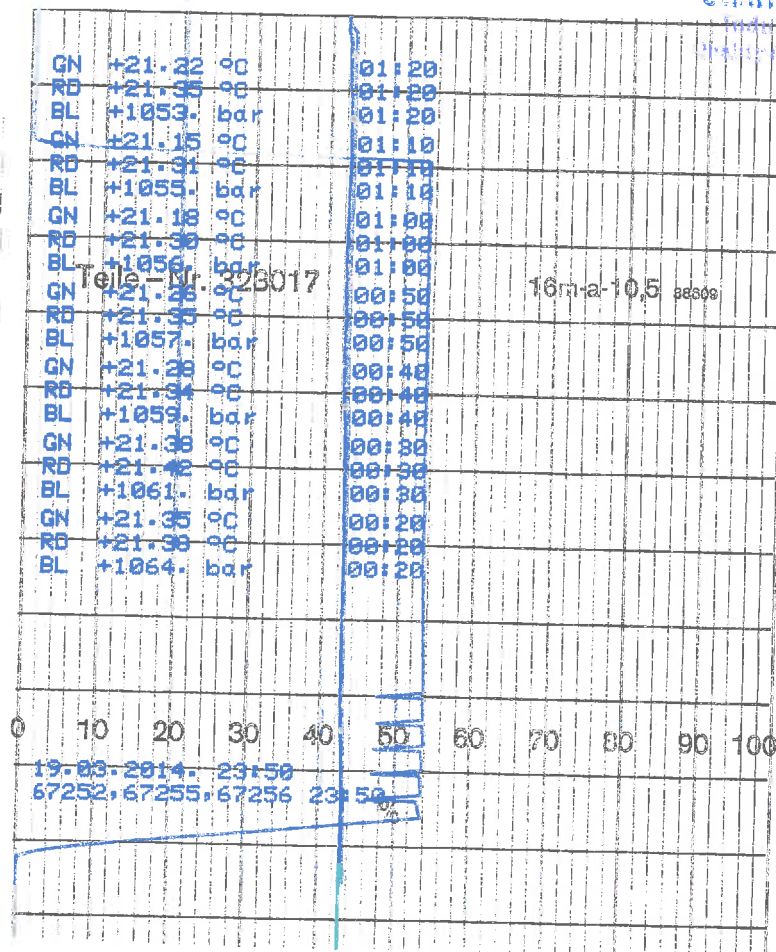 GN +21.22 °C 01:20
RD +21.35 °C 01:20
BL +1053. bar 01:20
GN +21.15 °C 01:10
RD +21.31 °C 01:10
BL +1055. bar 01:10
GN +21.18 °C 01:00
RD +21.30 °C 01:00
BL +1056. bar 01:00
Teile-Nr. 323017 16m-a-10,5
GN +21.26 °C 00:50
RD +21.35 °C 00:50
BL +1057. bar 00:50
GN +21.28 °C 00:40
RD +21.34 °C 00:40
BL +1059. bar 00:40
GN +21.38 °C 00:30
RD +21.42 °C 00:30
BL +1061. bar 00:30
GN +21.35 °C 00:20
RD +21.38 °C 00:20
BL +1064. bar 00:20
0 10 20 30 40 50 60 70 80 90 100
19.03.2014. 23:50
67252,67255,67256 23:50
%